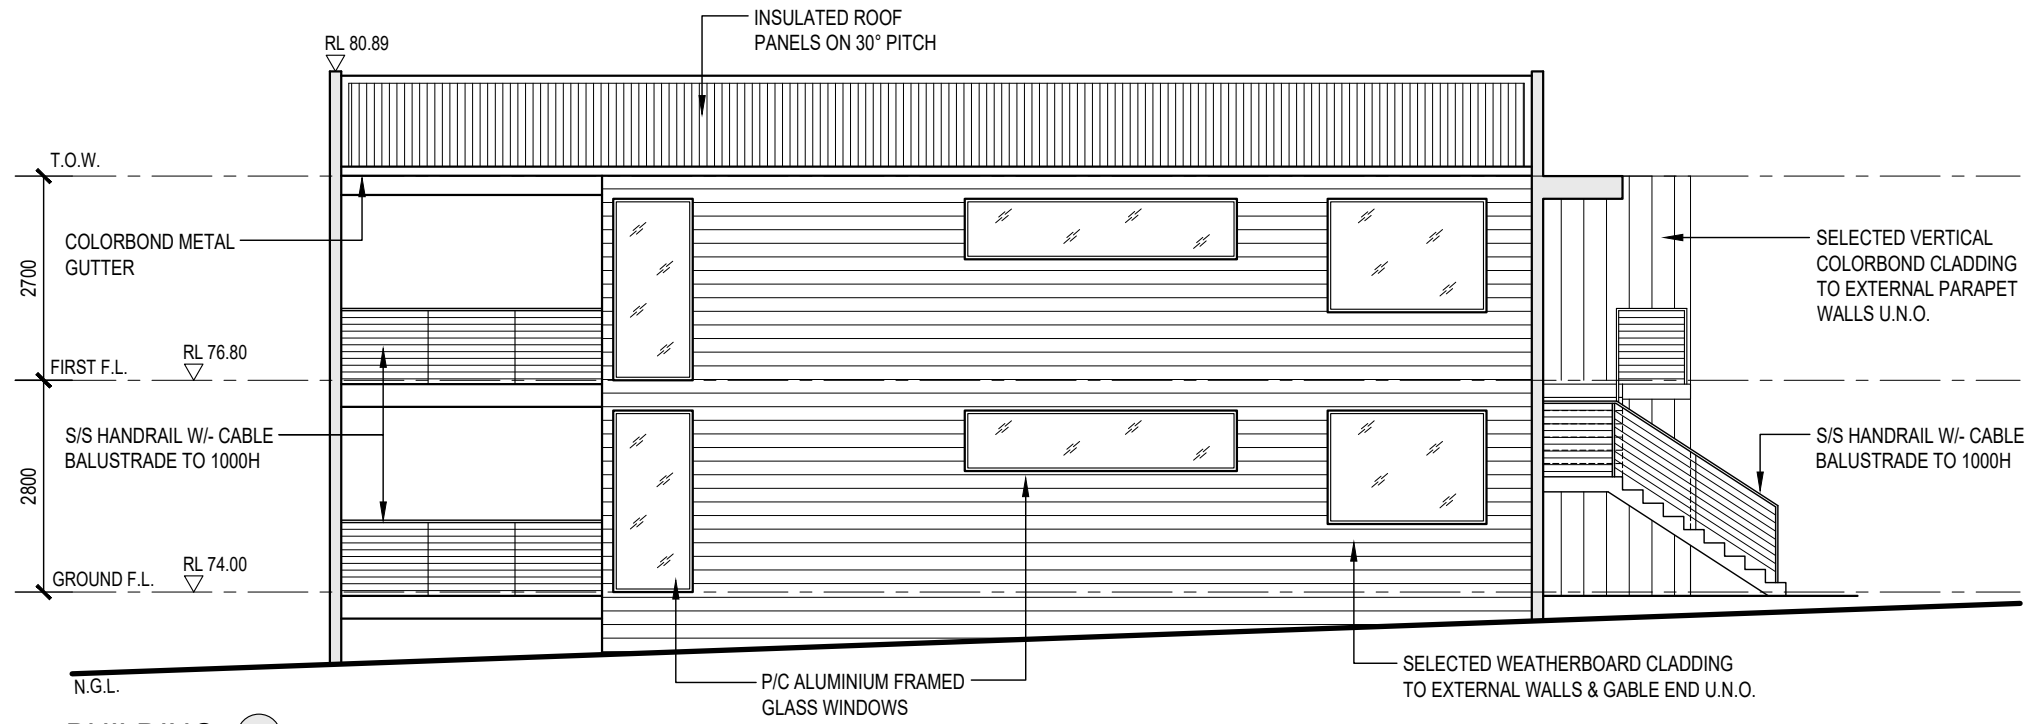 INSULATED ROOF
PANELS ON 30° PITCH
RL 80.89
T.O.W.
COLORBOND METAL
GUTTER
2700
SELECTED VERTICAL
COLORBOND CLADDING
TO EXTERNAL PARAPET
WALLS U.N.O.
RL 76.80
FIRST F.L.
S/S HANDRAIL W/- CABLE
BALUSTRADE TO 1000H
S/S HANDRAIL W/- CABLE
BALUSTRADE TO 1000H
2800
RL 74.00
GROUND F.L.
N.G.L.
P/C ALUMINIUM FRAMED
GLASS WINDOWS
SELECTED WEATHERBOARD CLADDING
TO EXTERNAL WALLS & GABLE END U.N.O.